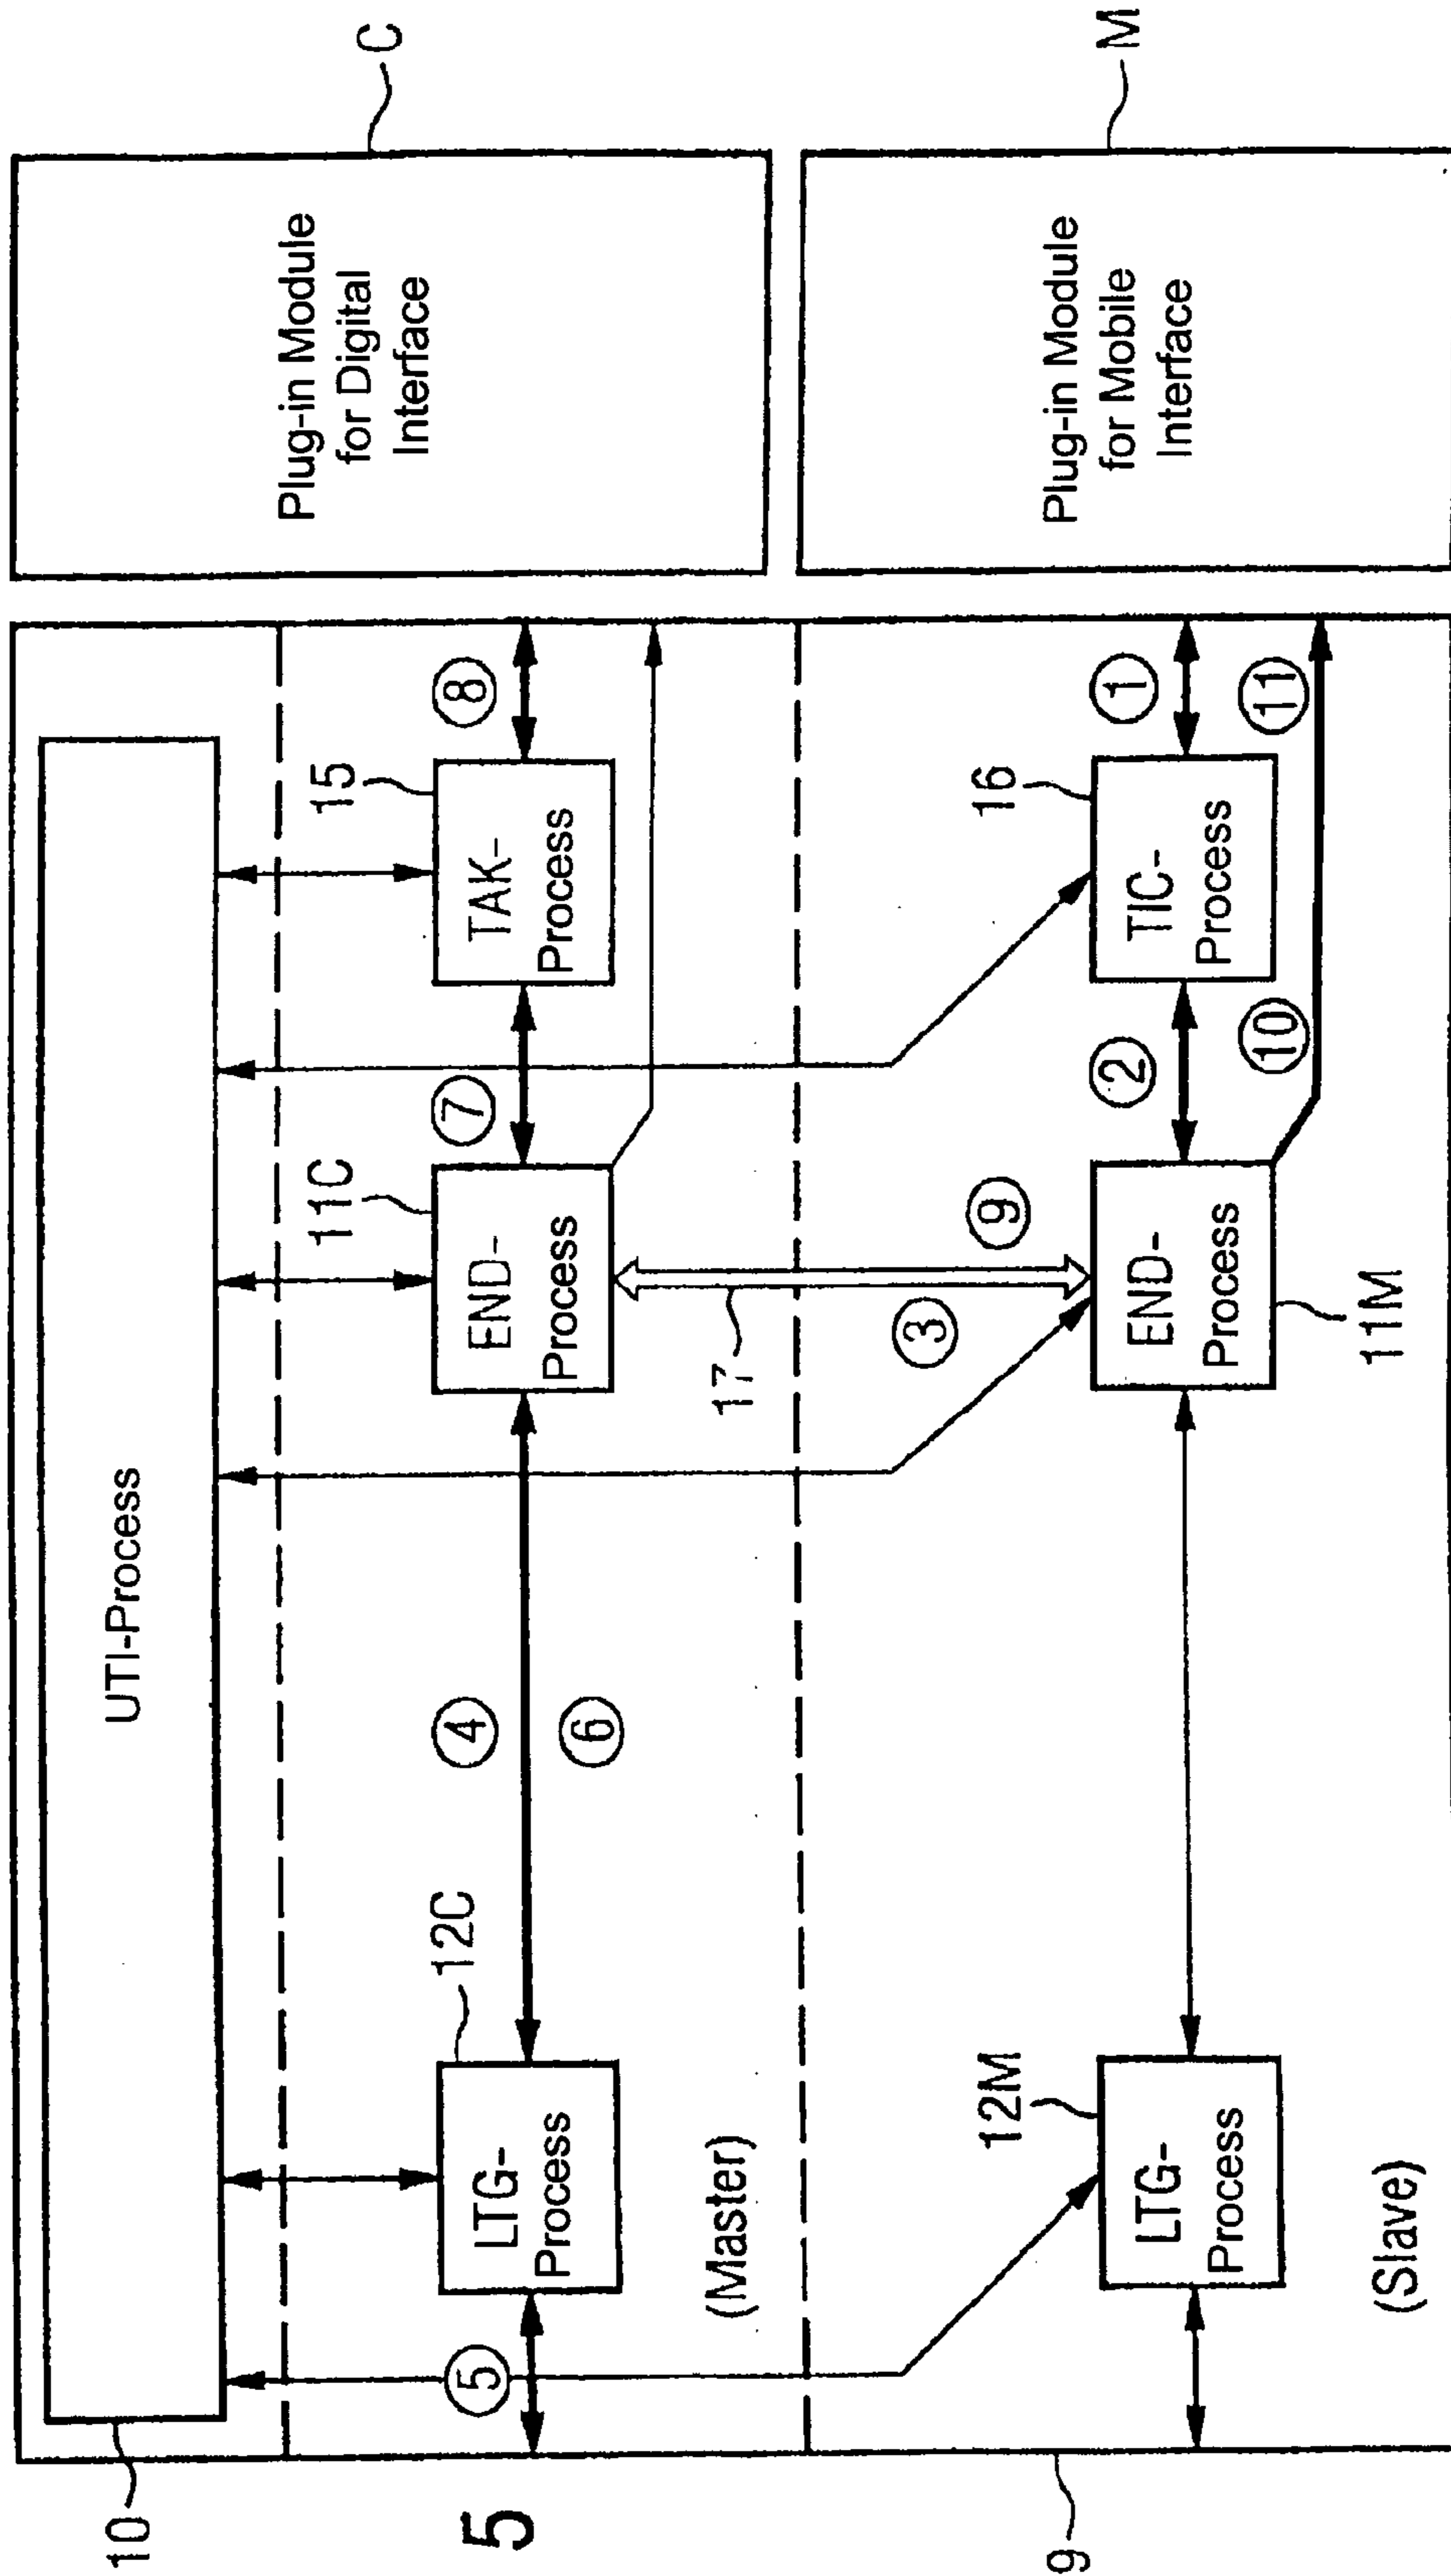 10
UTI-Process
5
12C
LTG-
Process
⑤
④
⑥
11C
END-
Process
⑦
15
TAK-
Process
⑧
(Master)
17
③
⑨
9
12M
LTG-
Process
11M
END-
Process
②
16
TIC-
Process
①
⑩
⑪
(Slave)
Plug-in Module
for Digital
Interface
C
Plug-in Module
for Mobile
Interface
M